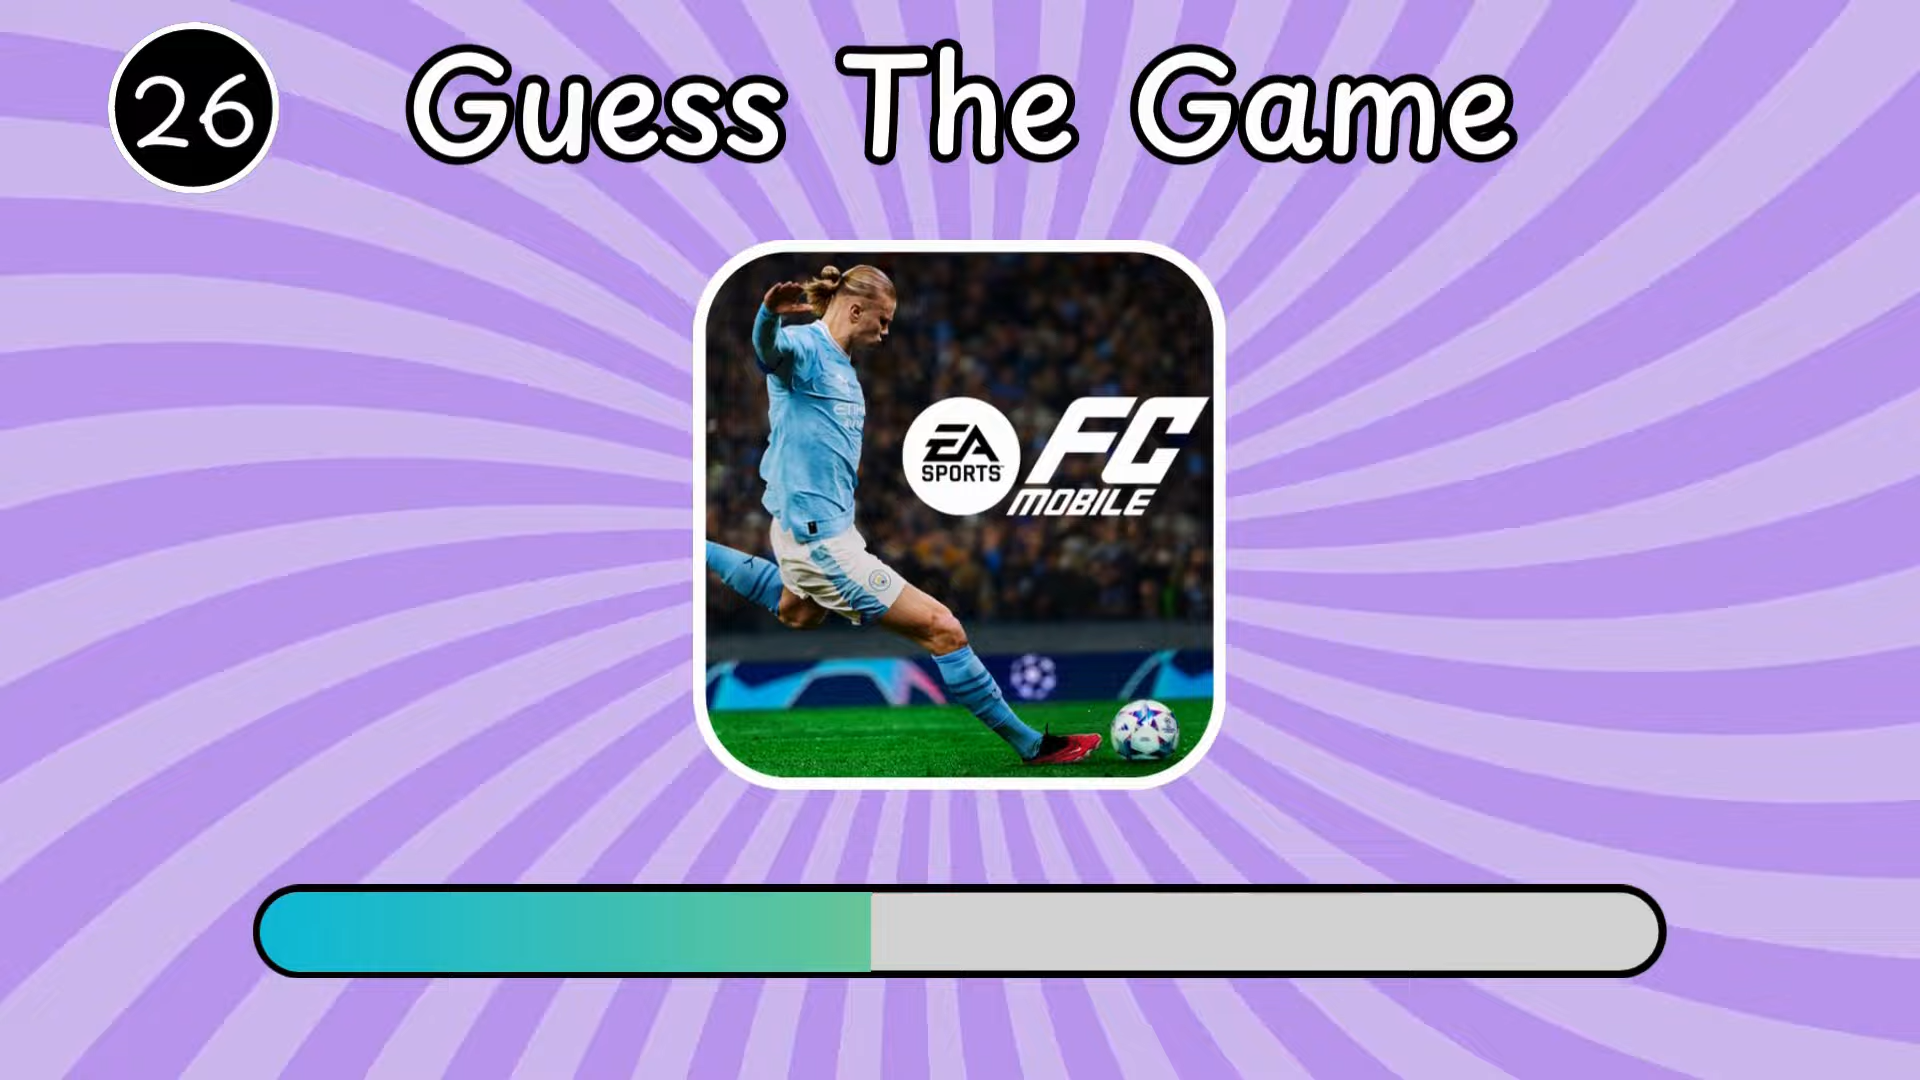 26
Guess The Game
EA
SPORTS
FC
MOBILE